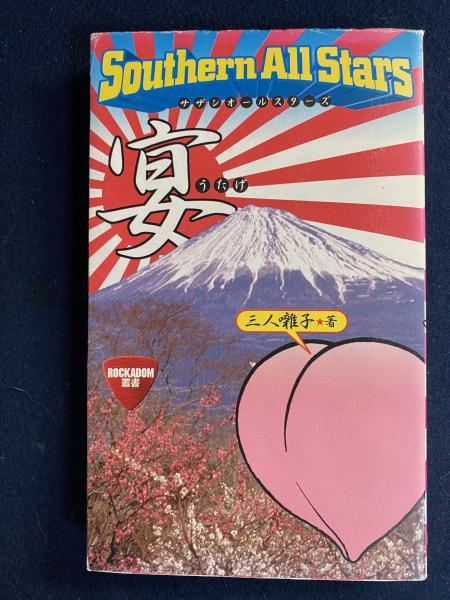 Southern All Stars
サザンオールスターズ
宴
うたげ
三人囃子★著
ROCKADOM
叢書